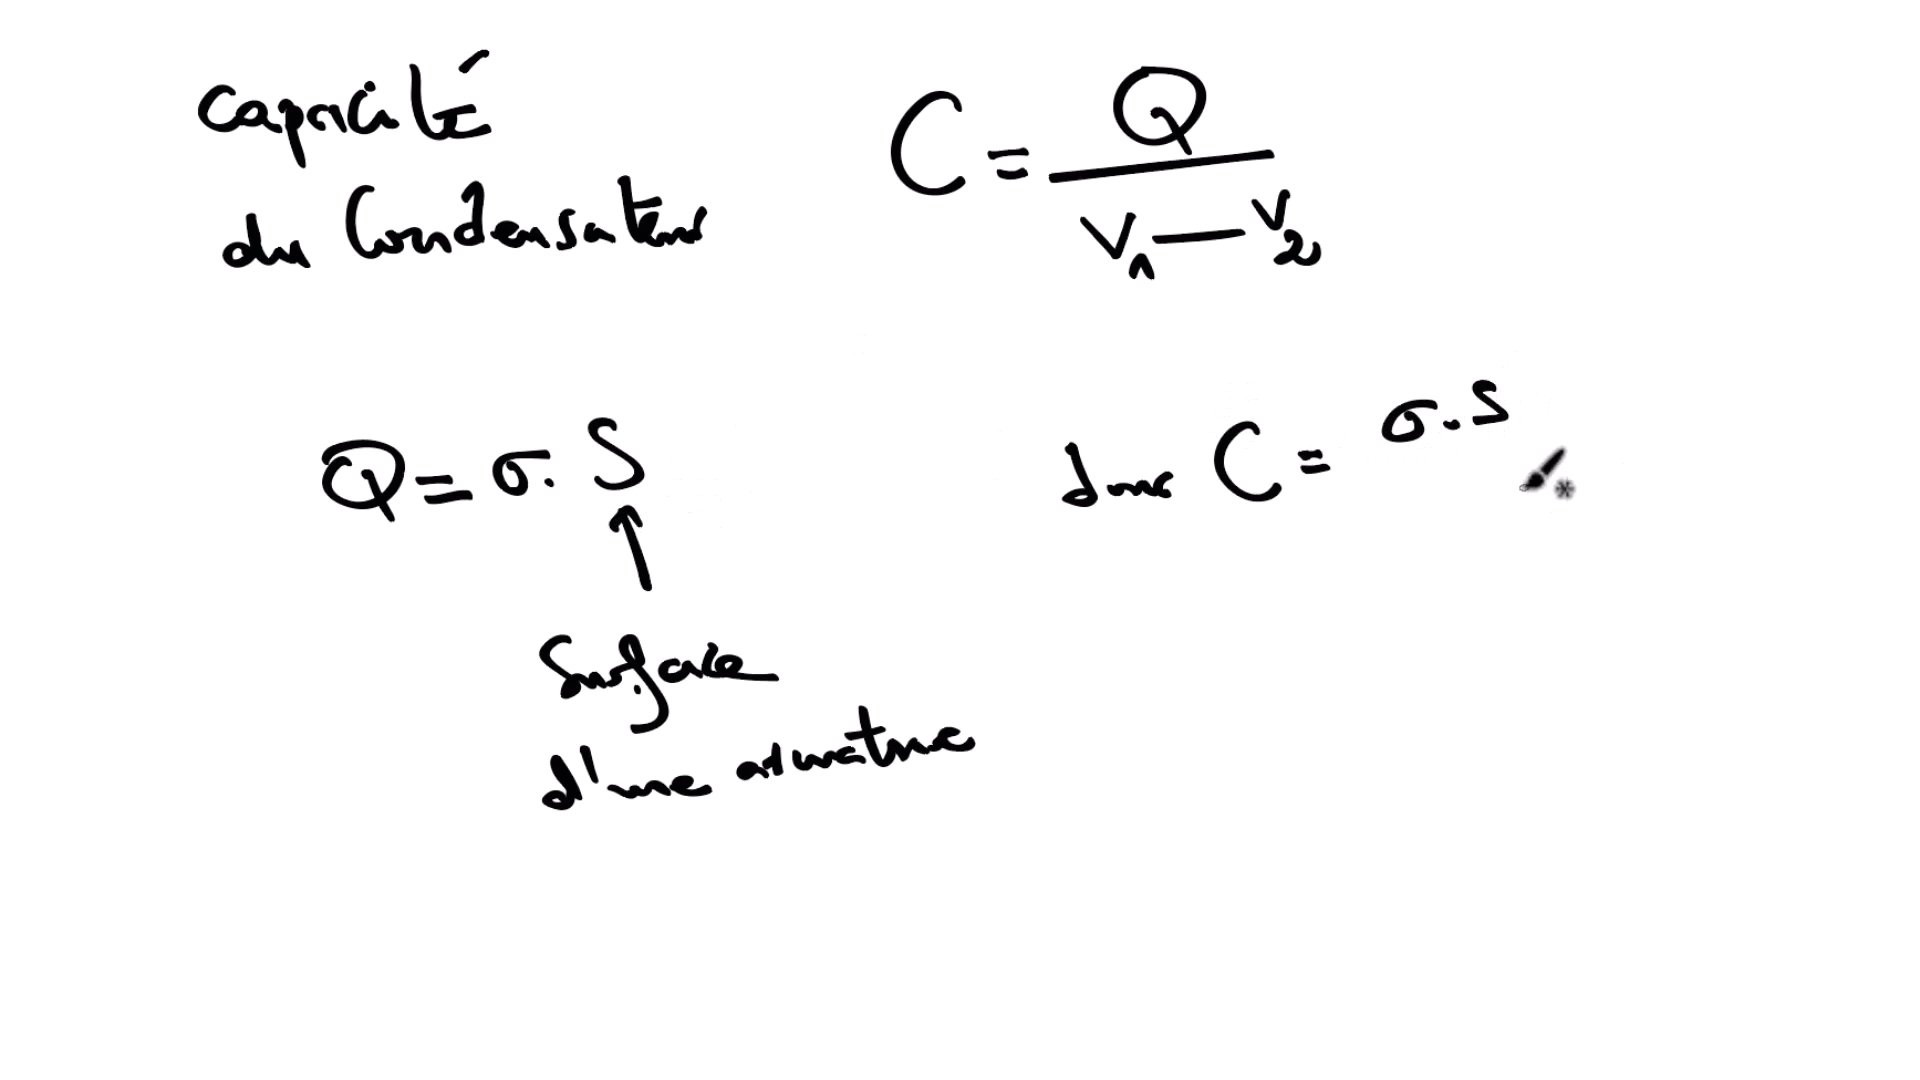 Capacité
du Condensateur
C = Q / V1 — V2
Q = σ. S
donc C = σ.S
Surface
d'une armature